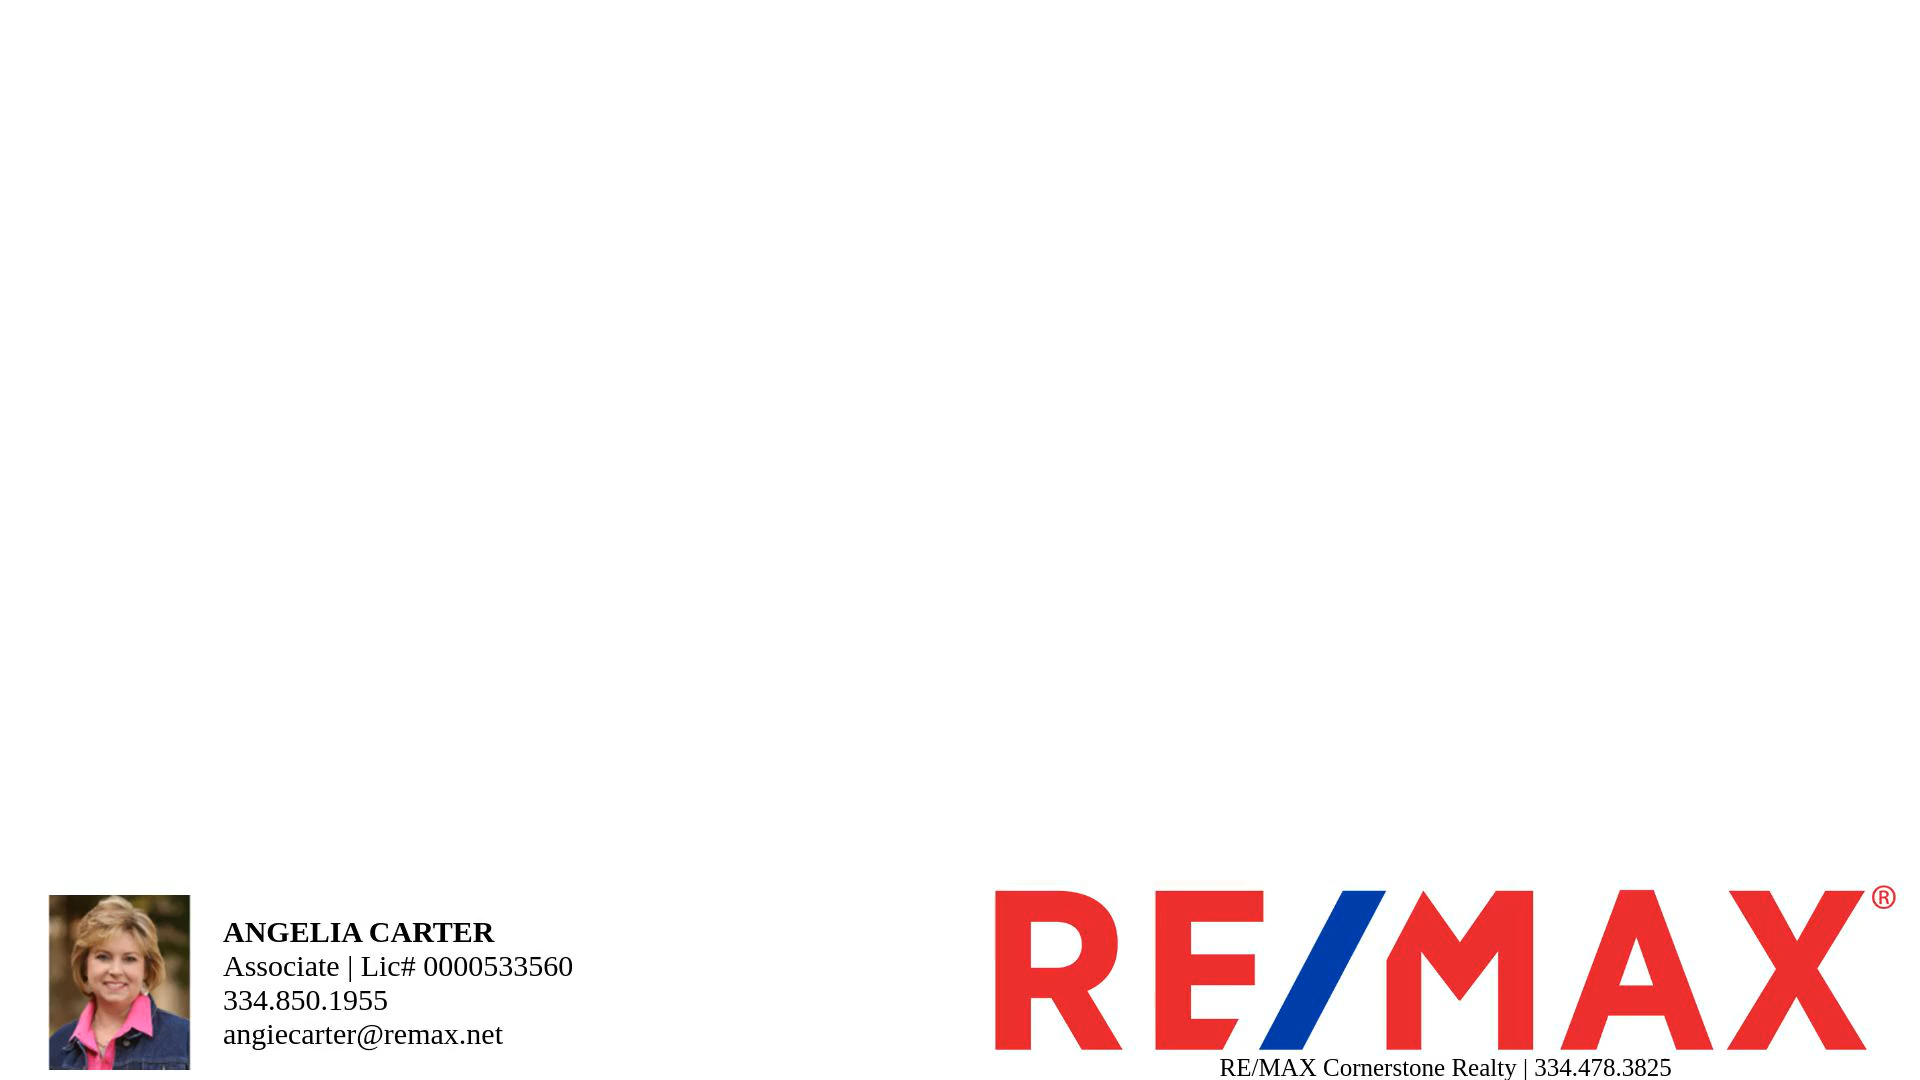 ANGELIA CARTER
Associate | Lic# 0000533560
334.850.1955
angiecarter@remax.net
RE/MAX®
RE/MAX Cornerstone Realty | 334.478.3825